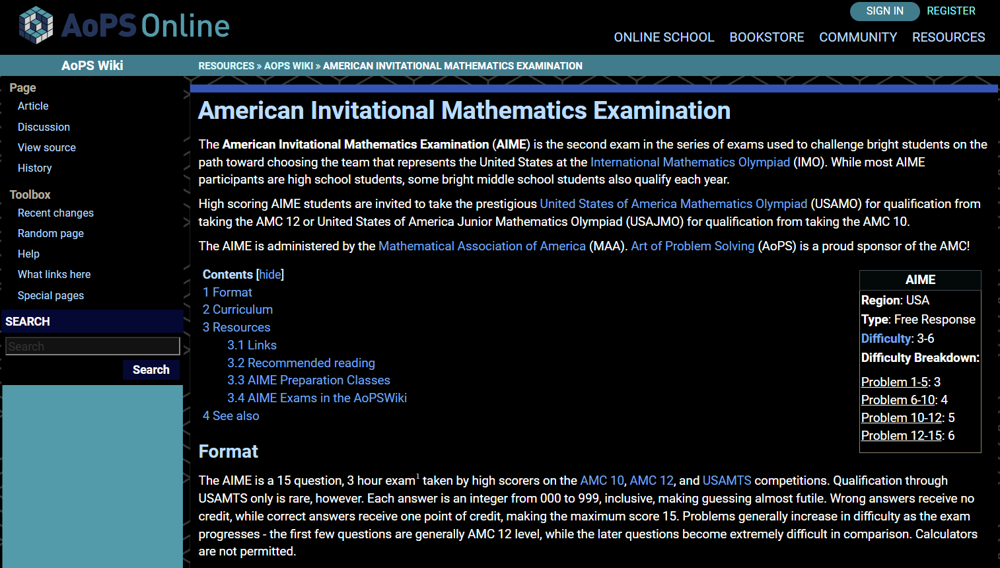 AoPS Online
SIGN IN
REGISTER
ONLINE SCHOOL
BOOKSTORE
COMMUNITY
RESOURCES
AoPS Wiki
RESOURCES » AOPS WIKI » AMERICAN INVITATIONAL MATHEMATICS EXAMINATION
Page
Article
Discussion
View source
History
Toolbox
Recent changes
Random page
Help
What links here
Special pages
SEARCH
Search
Search
American Invitational Mathematics Examination
The American Invitational Mathematics Examination (AIME) is the second exam in the series of exams used to challenge bright students on the
path toward choosing the team that represents the United States at the International Mathematics Olympiad (IMO). While most AIME
participants are high school students, some bright middle school students also qualify each year.
High scoring AIME students are invited to take the prestigious United States of America Mathematics Olympiad (USAMO) for qualification from
taking the AMC 12 or United States of America Junior Mathematics Olympiad (USAJMO) for qualification from taking the AMC 10.
The AIME is administered by the Mathematical Association of America (MAA). Art of Problem Solving (AoPS) is a proud sponsor of the AMC!
Contents [hide]
1 Format
2 Curriculum
3 Resources
3.1 Links
3.2 Recommended reading
3.3 AIME Preparation Classes
3.4 AIME Exams in the AoPSWiki
4 See also
AIME
Region: USA
Type: Free Response
Difficulty: 3-6
Difficulty Breakdown:
Problem 1-5: 3
Problem 6-10: 4
Problem 10-12: 5
Problem 12-15: 6
Format
The AIME is a 15 question, 3 hour exam¹ taken by high scorers on the AMC 10, AMC 12, and USAMTS competitions. Qualification through
USAMTS only is rare, however. Each answer is an integer from 000 to 999, inclusive, making guessing almost futile. Wrong answers receive no
credit, while correct answers receive one point of credit, making the maximum score 15. Problems generally increase in difficulty as the exam
progresses - the first few questions are generally AMC 12 level, while the later questions become extremely difficult in comparison. Calculators
are not permitted.